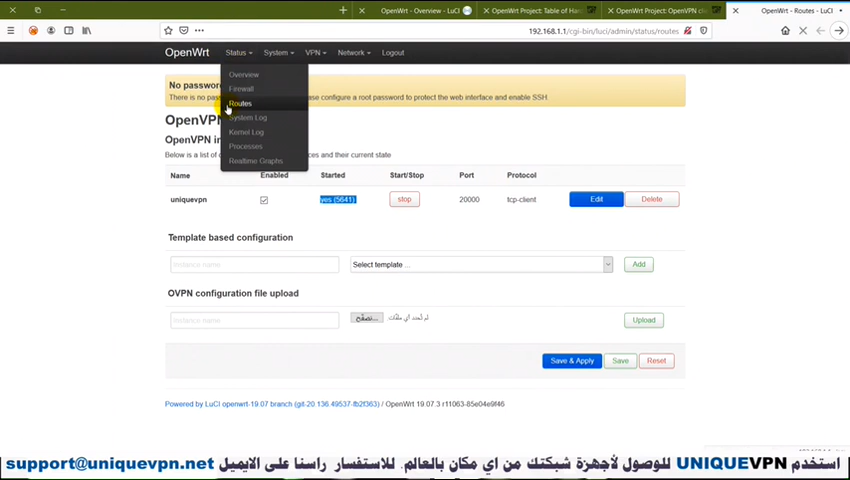 OpenWrt - Overview - LuCI
OpenWrt Project: Table of Har
OpenWrt Project: OpenVPN clie
OpenWrt - Routes - LuCI
192.168.1.1/cgi-bin/luci/admin/status/routes
OpenWrt Status System VPN Network Logout
Overview
Firewall
Routes
System Log
Kernel Log
Processes
Realtime Graphs
No password
There is no pas ase configure a root password to protect the web interface and enable SSH.
OpenVPN
OpenVPN in
Below is a list of ces and their current state
Name Enabled Started Start/Stop Port Protocol
uniquevpn yes (5641) stop 20000 tcp-client Edit Delete
Template based configuration
Instance name Select template ... Add
OVPN configuration file upload
Instance name تصفّح... لم تُحدد أي ملفّات Upload
Save & Apply Save Reset
Powered by LuCI openwrt-19.07 branch (git-20.136.49537-fb2f363) / OpenWrt 19.07.3 r11063-85e04e9f46
استخدم UNIQUEVPN للوصول لأجهزة شبكتك من اي مكان بالعالم. للاستفسار راسنا على الايميل support@uniquevpn.net